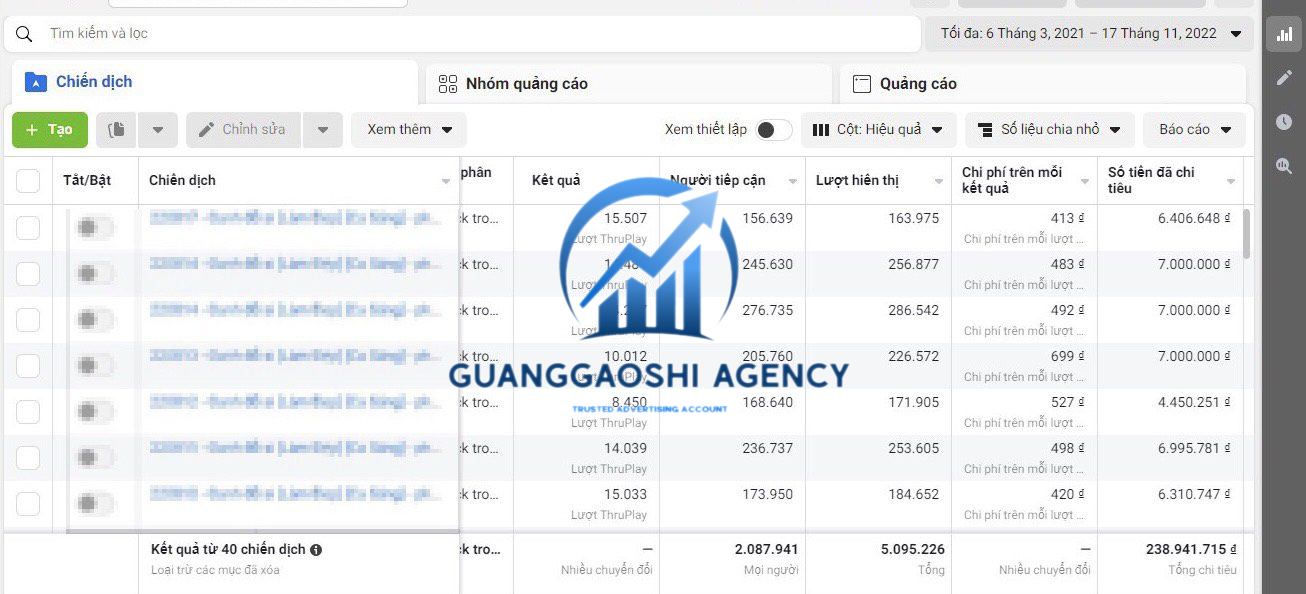 Tìm kiếm và lọc
Tối đa: 6 Tháng 3, 2021 – 17 Tháng 11, 2022
Chiến dịch
Nhóm quảng cáo
Quảng cáo
+ Tạo
Chỉnh sửa
Xem thêm
Xem thiết lập
Cột: Hiệu quả
Số liệu chia nhỏ
Báo cáo
Tắt/Bật
Chiến dịch
phân
Kết quả
Người tiếp cận
Lượt hiển thị
Chi phí trên mỗi
kết quả
Số tiền đã chi
tiêu
ck tro... 15.507 156.639 163.975 413 ₫ 6.406.648 ₫
Lượt ThruPlay Chi phí trên mỗi lượt ...
ck tro... 245.630 256.877 483 ₫ 7.000.000 ₫
Lượt ThruPlay Chi phí trên mỗi lượt ...
ck tro... 276.735 286.542 492 ₫ 7.000.000 ₫
Lượt Chi phí trên mỗi lượt ...
ck tro... 10.012 205.760 226.572 699 ₫ 7.000.000 ₫
Lượt ThruPlay Chi phí trên mỗi lượt ...
GUANGGAOSHI AGENCY
ck tro... 8.450 168.640 171.905 527 ₫ 4.450.251 ₫
TRUSTED ADVERTISING ACCOUNT
Lượt ThruPlay Chi phí trên mỗi lượt ...
ck tro... 14.039 236.737 253.605 498 ₫ 6.995.781 ₫
Lượt ThruPlay Chi phí trên mỗi lượt ...
ck tro... 15.033 173.950 184.652 420 ₫ 6.310.747 ₫
Lượt ThruPlay Chi phí trên mỗi lượt ...
Kết quả từ 40 chiến dịch ck tro... — 2.087.941 5.095.226 — 238.941.715 ₫
Loại trừ các mục đã xóa Nhiều chuyển đổi Mọi người Tổng Nhiều chuyển đổi Tổng chi tiêu